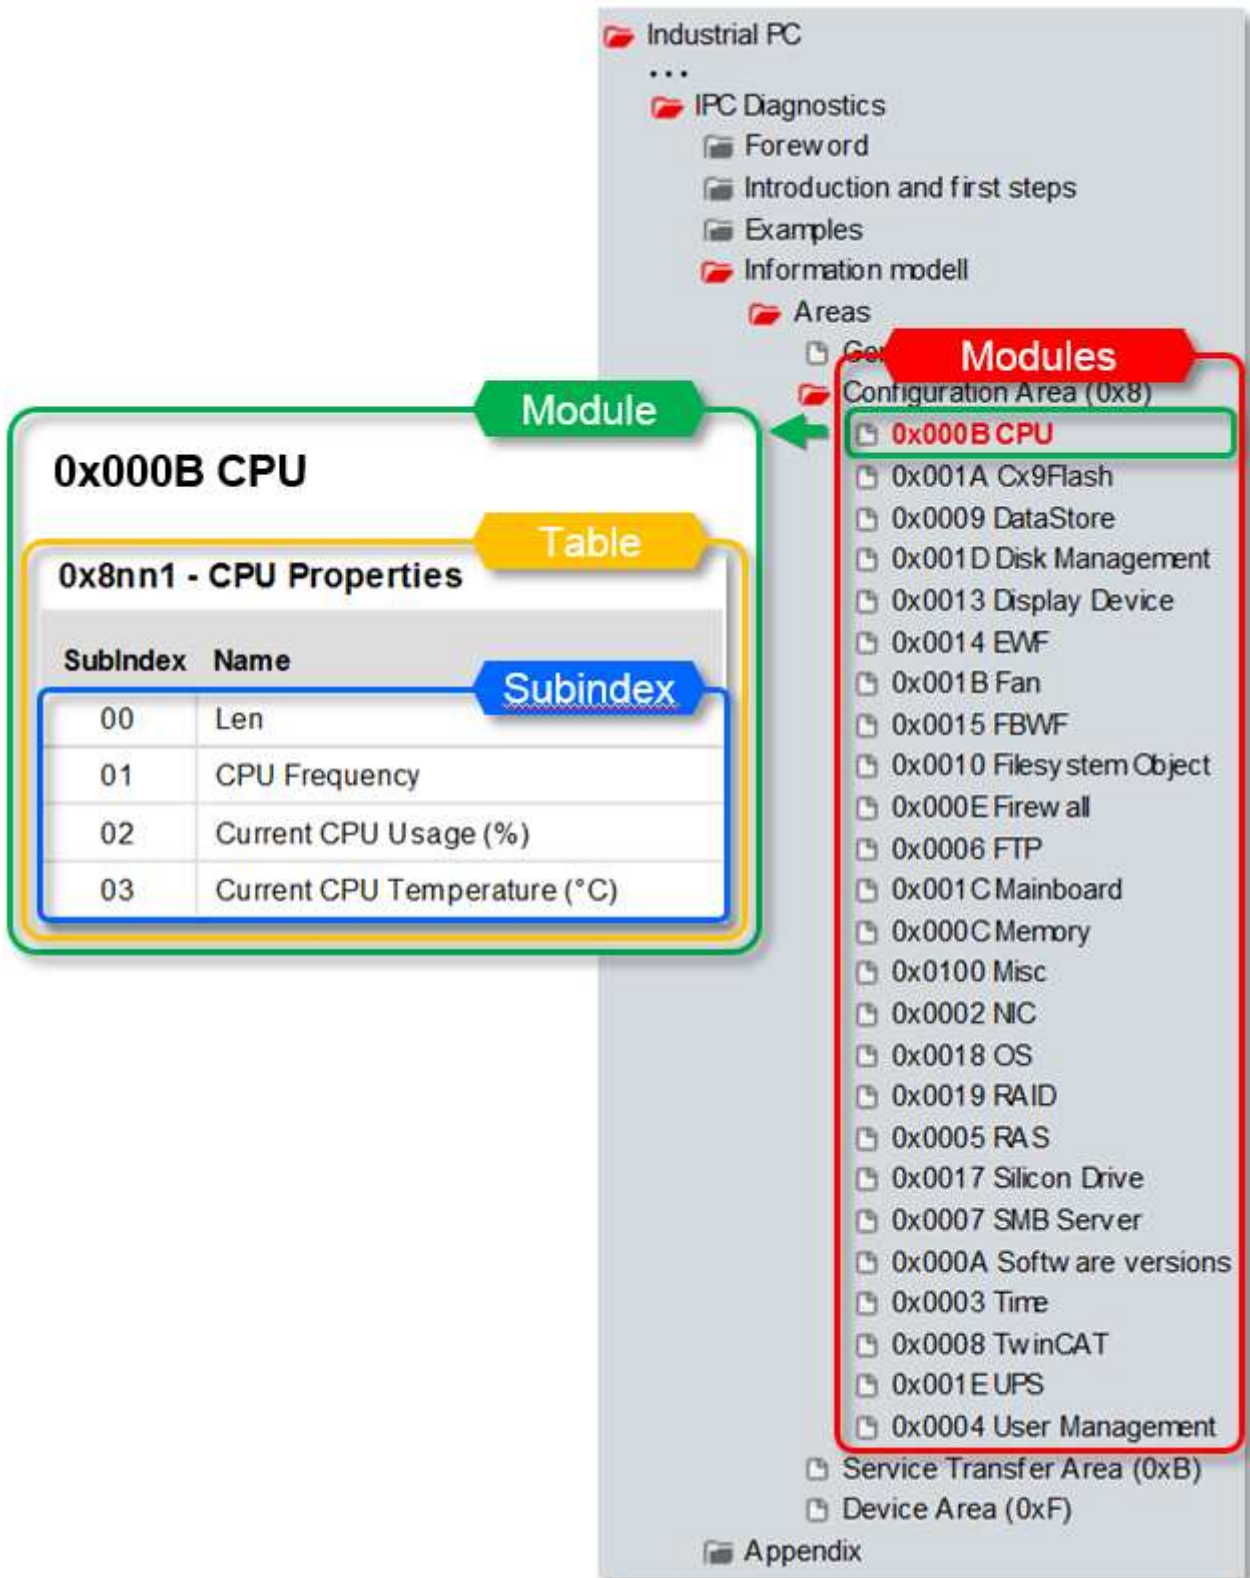 Industrial PC
...
IPC Diagnostics
Foreword
Introduction and first steps
Examples
Information modell
Areas
Modules
Configuration Area (0x8)
0x000B CPU
0x001A Cx9Flash
0x0009 DataStore
0x001D Disk Management
0x0013 Display Device
0x0014 EWF
0x001B Fan
0x0015 FBWF
0x0010 Filesystem Object
0x000E Firewall
0x0006 FTP
0x001C Mainboard
0x000C Memory
0x0100 Misc
0x0002 NIC
0x0018 OS
0x0019 RAID
0x0005 RAS
0x0017 Silicon Drive
0x0007 SMB Server
0x000A Software versions
0x0003 Time
0x0008 TwinCAT
0x001E UPS
0x0004 User Management
Service Transfer Area (0xB)
Device Area (0xF)
Appendix
Module
0x000B CPU
Table
0x8nn1 - CPU Properties
SubIndex Name
Subindex
00 Len
01 CPU Frequency
02 Current CPU Usage (%)
03 Current CPU Temperature (°C)